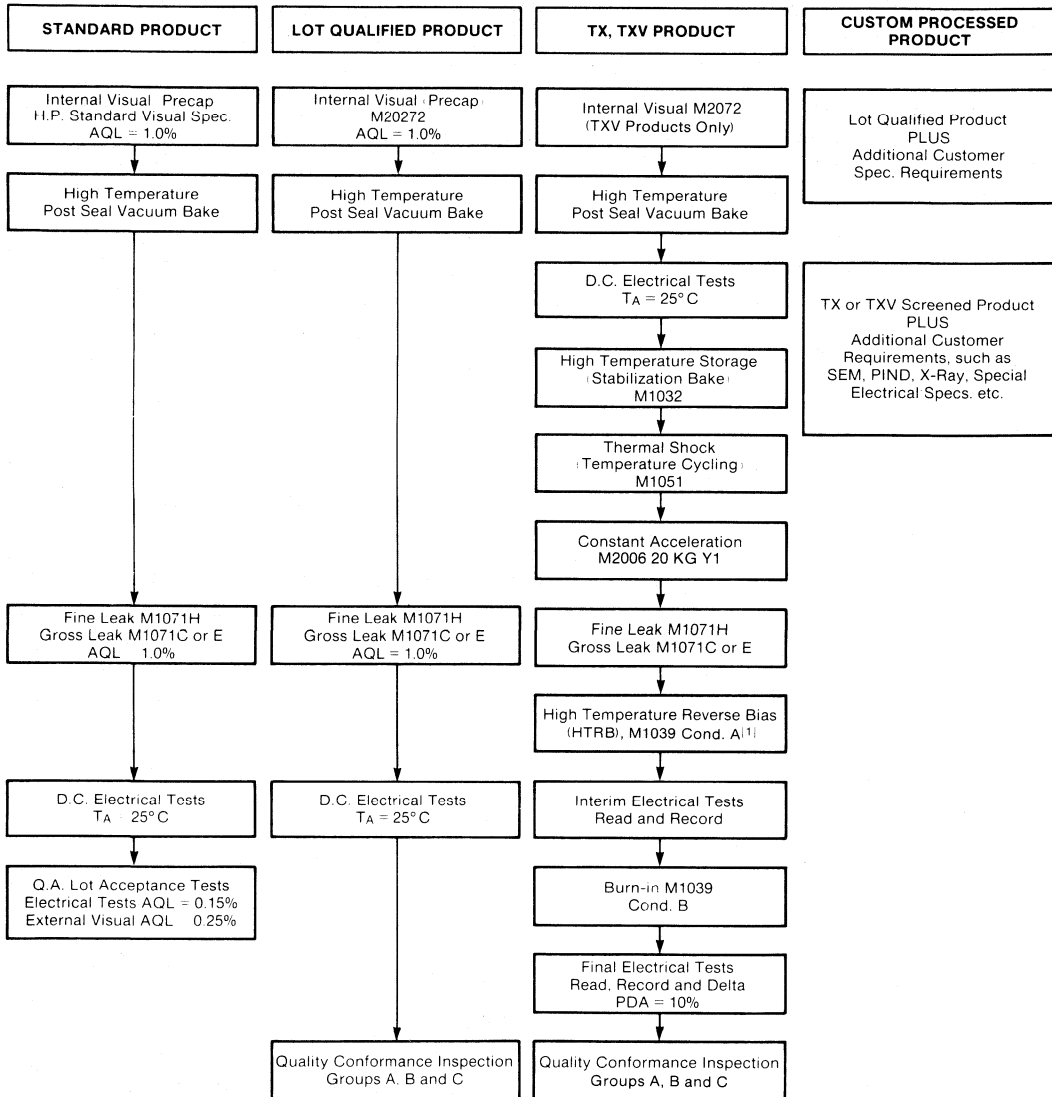 STANDARD PRODUCT
Internal Visual Precap
H.P. Standard Visual Spec.
AQL = 1.0%
High Temperature
Post Seal Vacuum Bake
Fine Leak M1071H
Gross Leak M1071C or E
AQL 1.0%
D.C. Electrical Tests
TA 25°C
Q.A. Lot Acceptance Tests
Electrical Tests AQL = 0.15%
External Visual AQL 0.25%
LOT QUALIFIED PRODUCT
Internal Visual (Precap)
M20272
AQL = 1.0%
High Temperature
Post Seal Vacuum Bake
Fine Leak M1071H
Gross Leak M1071C or E
AQL = 1.0%
D.C. Electrical Tests
TA = 25°C
Quality Conformance Inspection
Groups A. B and C
TX, TXV PRODUCT
Internal Visual M2072
(TXV Products Only)
High Temperature
Post Seal Vacuum Bake
D.C. Electrical Tests
TA = 25°C
High Temperature Storage
(Stabilization Bake)
M1032
Thermal Shock
(Temperature Cycling)
M1051
Constant Acceleration
M2006 20 KG Y1
Fine Leak M1071H
Gross Leak M1071C or E
High Temperature Reverse Bias
(HTRB), M1039 Cond. A[1]
Interim Electrical Tests
Read and Record
Burn-in M1039
Cond. B
Final Electrical Tests
Read, Record and Delta
PDA = 10%
Quality Conformance Inspection
Groups A, B and C
CUSTOM PROCESSED
PRODUCT
Lot Qualified Product
PLUS
Additional Customer
Spec. Requirements
TX or TXV Screened Product
PLUS
Additional Customer
Requirements, such as
SEM, PIND, X-Ray, Special
Electrical Specs. etc.